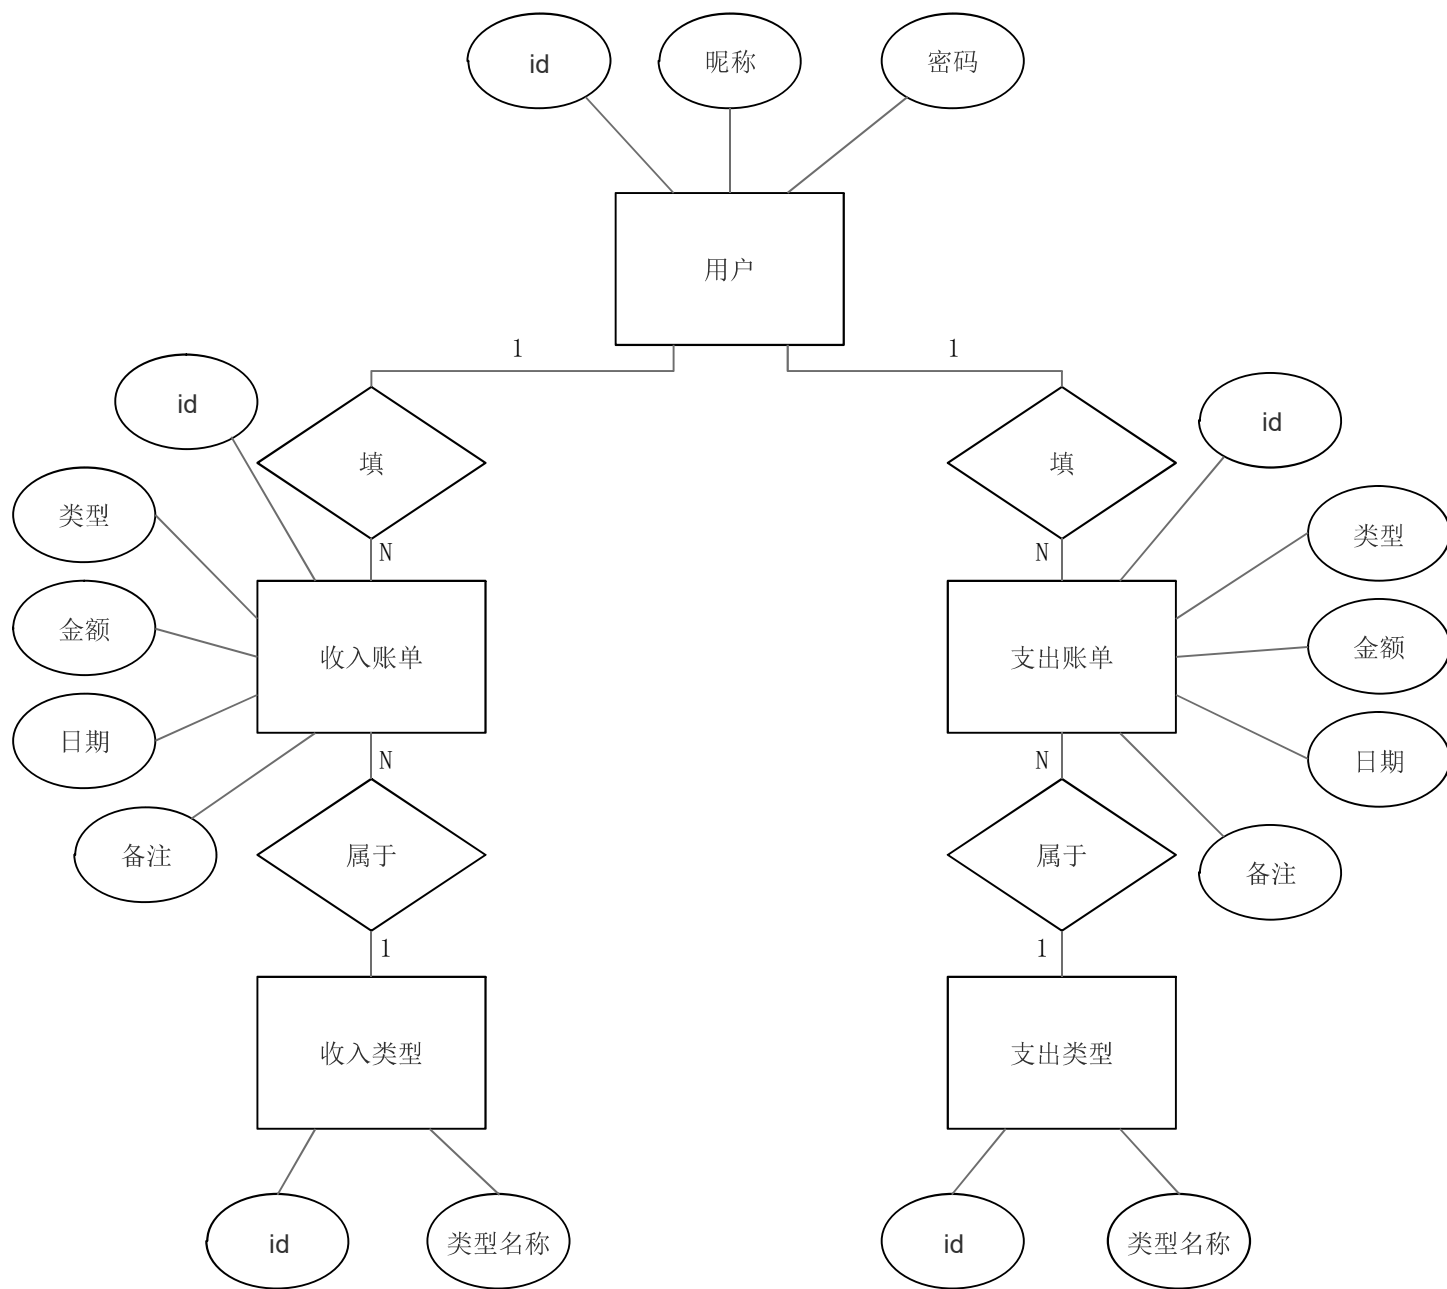 id
昵称
密码
用户
1
1
id
id
填
填
类型
类型
N
N
金额
收入账单
支出账单
金额
日期
日期
N
N
备注
属于
属于
备注
1
1
收入类型
支出类型
id
类型名称
id
类型名称